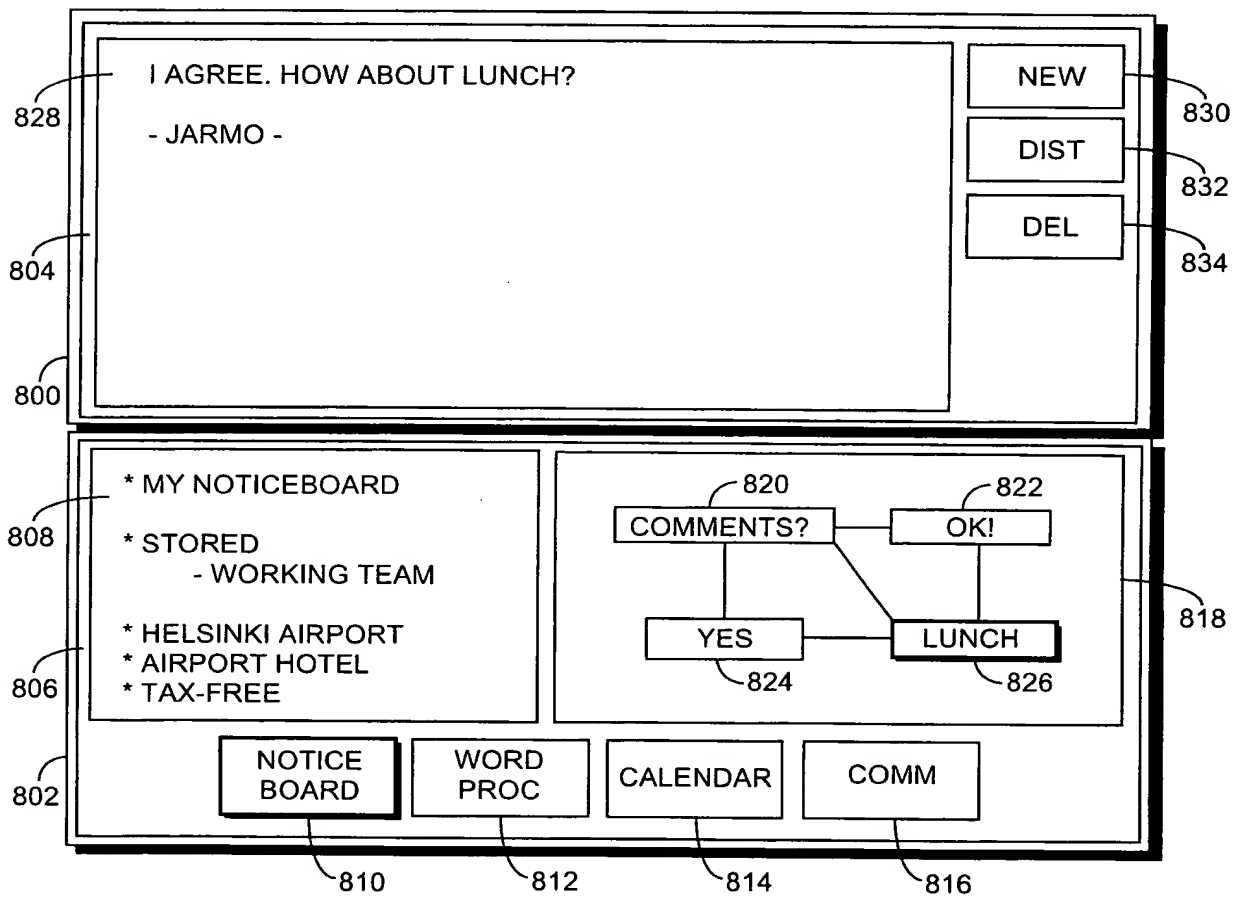 I AGREE. HOW ABOUT LUNCH?
- JARMO -
NEW
DIST
DEL
828
830
832
804
834
800
* MY NOTICEBOARD
* STORED
- WORKING TEAM
* HELSINKI AIRPORT
* AIRPORT HOTEL
* TAX-FREE
808
806
820
822
COMMENTS?
OK!
YES
LUNCH
824
826
818
802
NOTICE
BOARD
WORD
PROC
CALENDAR
COMM
810
812
814
816